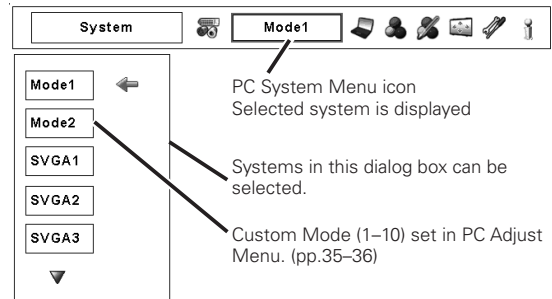 System
Mode1
Mode1
Mode2
SVGA1
SVGA2
SVGA3
PC System Menu icon
Selected system is displayed
Systems in this dialog box can be
selected.
Custom Mode (1–10) set in PC Adjust
Menu. (pp.35–36)